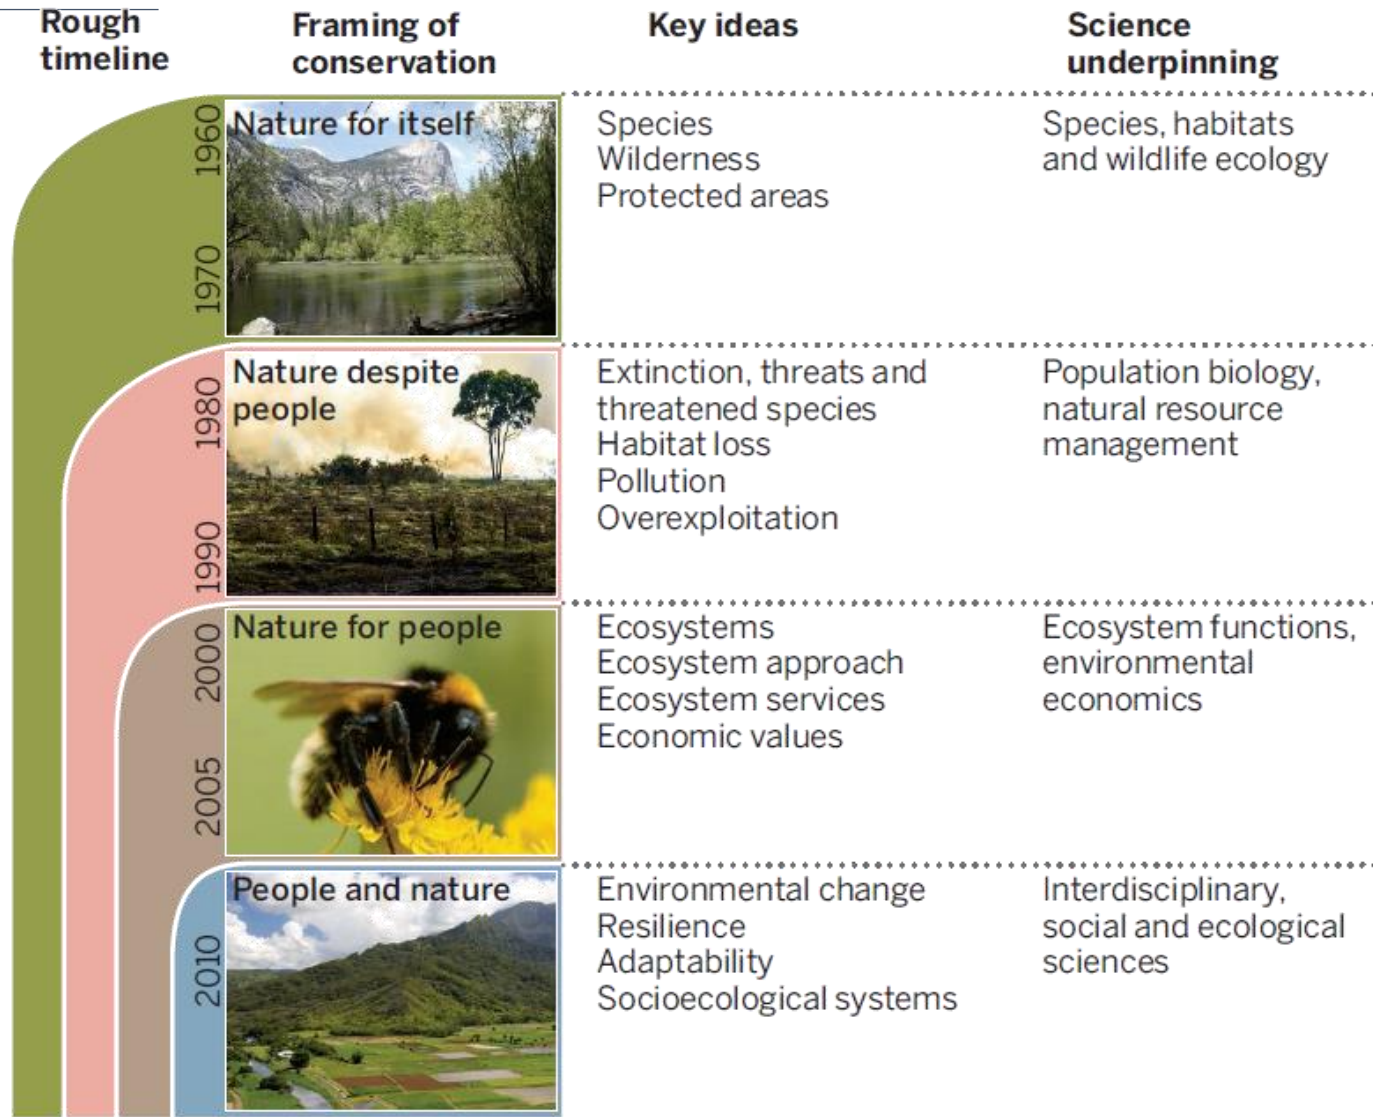 Rough
timeline
Framing of
conservation
Key ideas
Science
underpinning
1960
1970
Nature for itself
Species
Wilderness
Protected areas
Species, habitats
and wildlife ecology
1980
1990
Nature despite
people
Extinction, threats and
threatened species
Habitat loss
Pollution
Overexploitation
Population biology,
natural resource
management
2000
2005
Nature for people
Ecosystems
Ecosystem approach
Ecosystem services
Economic values
Ecosystem functions,
environmental
economics
2010
People and nature
Environmental change
Resilience
Adaptability
Socioecological systems
Interdisciplinary,
social and ecological
sciences